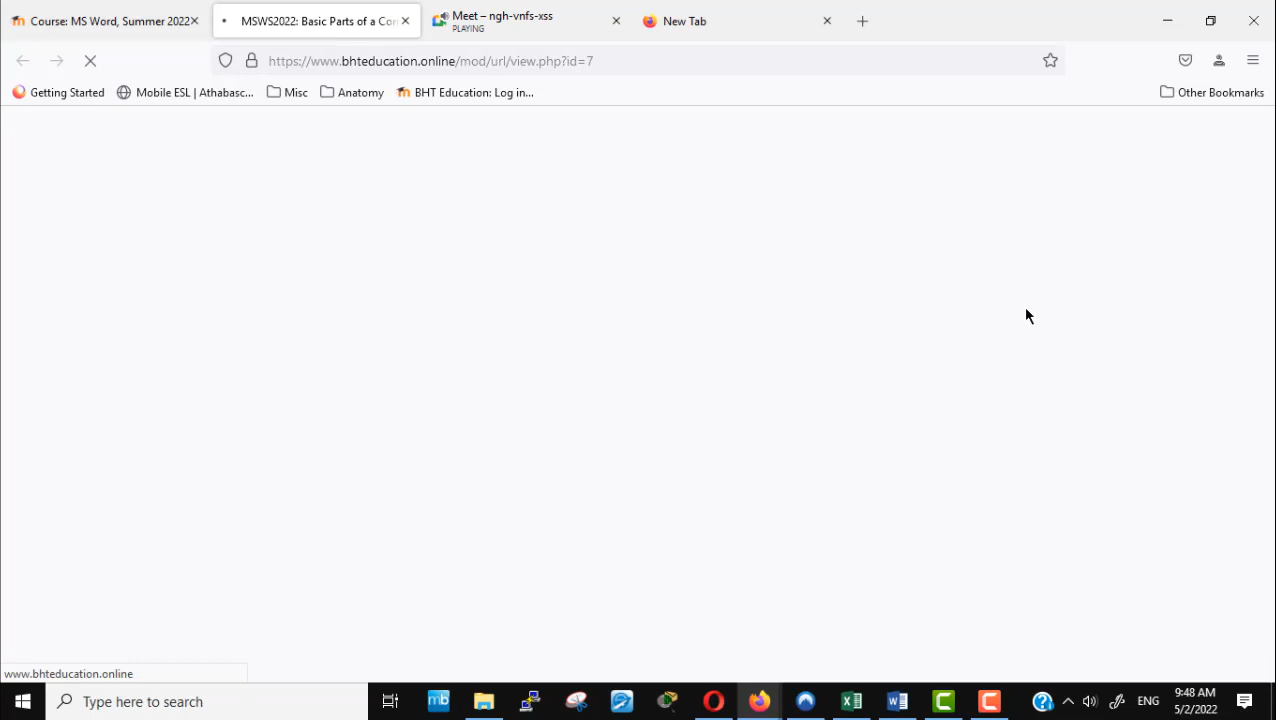 Course: MS Word, Summer 2022
MSWS2022: Basic Parts of a Con
Meet – ngh-vnfs-xss
PLAYING
New Tab
https://www.bhteducation.online/mod/url/view.php?id=7
Getting Started
Mobile ESL | Athabasc...
Misc
Anatomy
BHT Education: Log in...
Other Bookmarks
www.bhteducation.online
Type here to search
mb
ENG
9:48 AM
5/2/2022